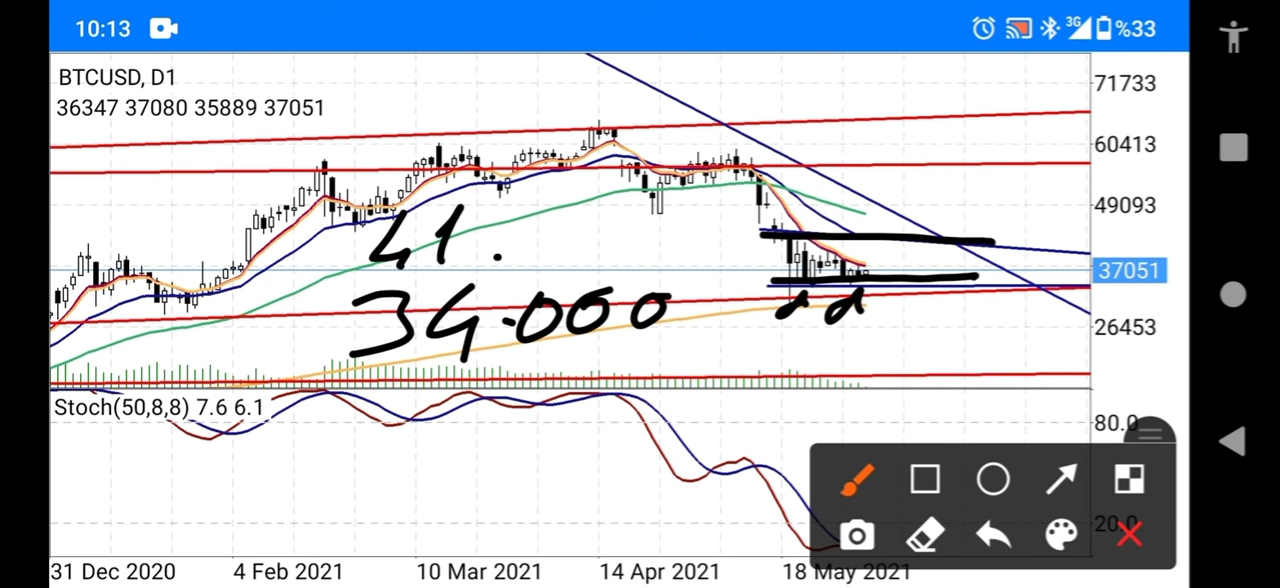 10:13
3G
%33
BTCUSD, D1
36347 37080 35889 37051
71733
60413
49093
37051
26453
41.
34.000
Stoch(50,8,8) 7.6 6.1
80.0
20.0
31 Dec 2020 4 Feb 2021 10 Mar 2021 14 Apr 2021 18 May 2021